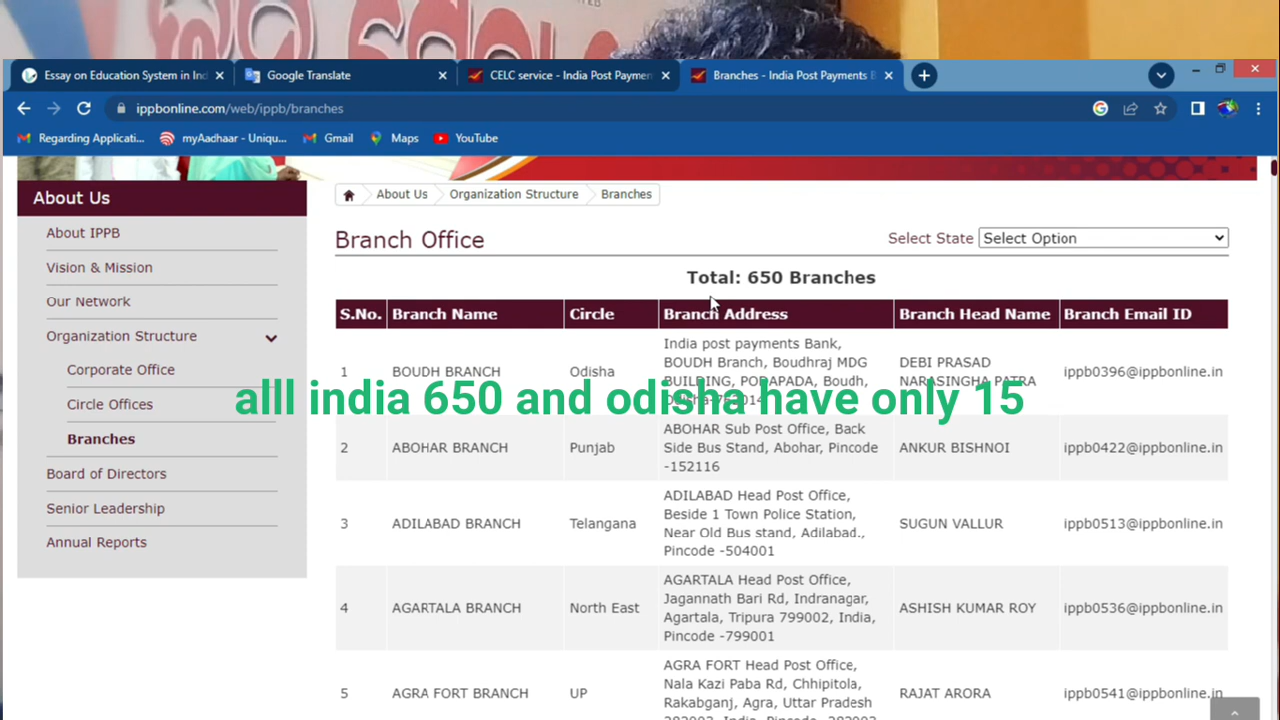 Essay on Education System in Ind
Google Translate
CELC service - India Post Paymen
Branches - India Post Payments B
ippbonline.com/web/ippb/branches
Regarding Applicati...
myAadhaar - Uniqu...
Gmail
Maps
YouTube
About Us
About IPPB
Vision & Mission
Our Network
Organization Structure
Corporate Office
Circle Offices
Branches
Board of Directors
Senior Leadership
Annual Reports
About Us
Organization Structure
Branches
Branch Office
Select State
Select Option
Total: 650 Branches
S.No. Branch Name Circle Branch Address Branch Head Name Branch Email ID
1 BOUDH BRANCH Odisha
India post payments Bank,
BOUDH Branch, Boudhraj MDG
BUILDING, PODAPADA, Boudh,
DEBI PRASAD
NARASINGHA PATRA
ippb0396@ippbonline.in
alll india 650 and odisha have only 15
2 ABOHAR BRANCH Punjab
ABOHAR Sub Post Office, Back
Side Bus Stand, Abohar, Pincode
-152116
ANKUR BISHNOI
ippb0422@ippbonline.in
3 ADILABAD BRANCH Telangana
ADILABAD Head Post Office,
Beside 1 Town Police Station,
Near Old Bus stand, Adilabad.,
Pincode -504001
SUGUN VALLUR
ippb0513@ippbonline.in
4 AGARTALA BRANCH North East
AGARTALA Head Post Office,
Jagannath Bari Rd, Indranagar,
Agartala, Tripura 799002, India,
Pincode -799001
ASHISH KUMAR ROY
ippb0536@ippbonline.in
5 AGRA FORT BRANCH UP
AGRA FORT Head Post Office,
Nala Kazi Paba Rd, Chhipitola,
Rakabganj, Agra, Uttar Pradesh
RAJAT ARORA
ippb0541@ippbonline.in